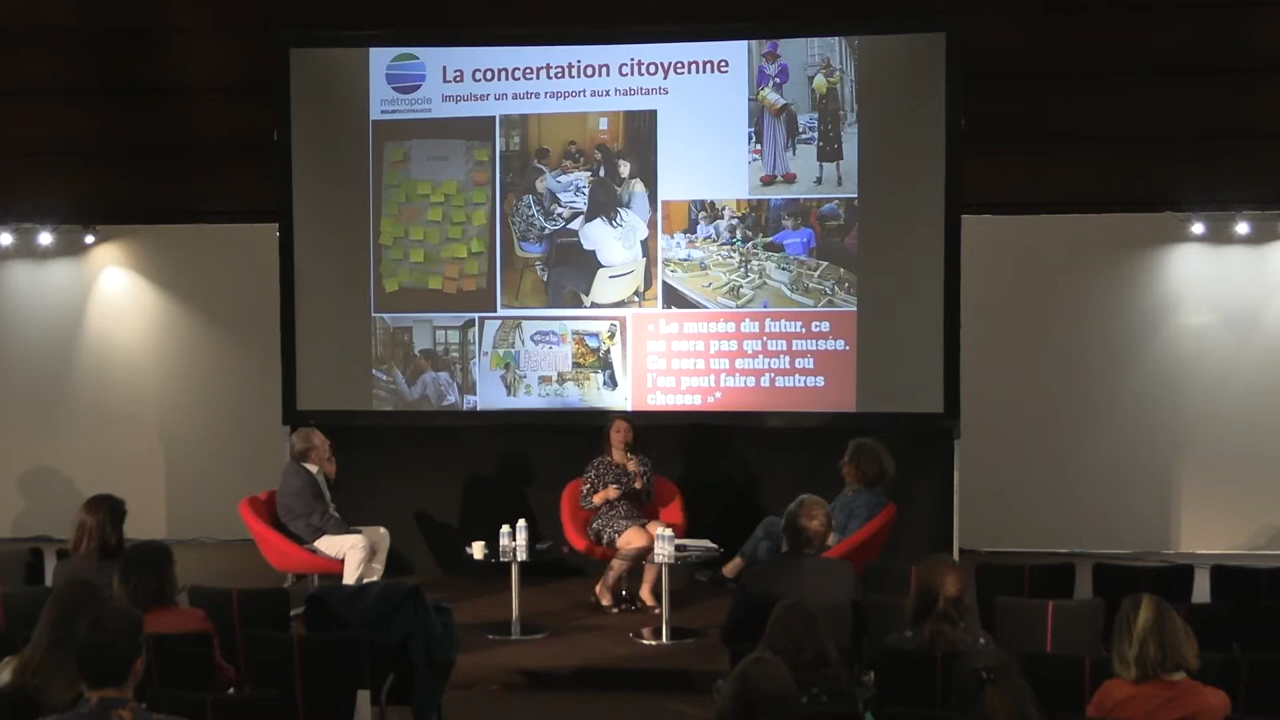 La concertation citoyenne
Impulser un autre rapport aux habitants
métropole
ROUENNORMANDIE
« Le musée du futur, ce
ne sera pas qu'un musée.
Ce sera un endroit où
l'on peut faire d'autres
choses »*